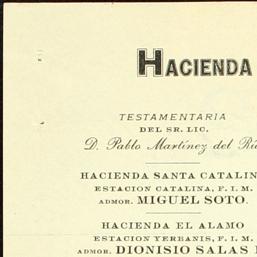 HACIENDA
TESTAMENTARIA
DEL SR. LIC.
D. Pablo Martínez del Rí
HACIENDA SANTA CATALIN
ESTACION CATALINA, F. I. M.
ADMOR. MIGUEL SOTO.
HACIENDA EL ALAMO
ESTACION YERBANIS, F. I. M.
ADMOR. DIONISIO SALAS